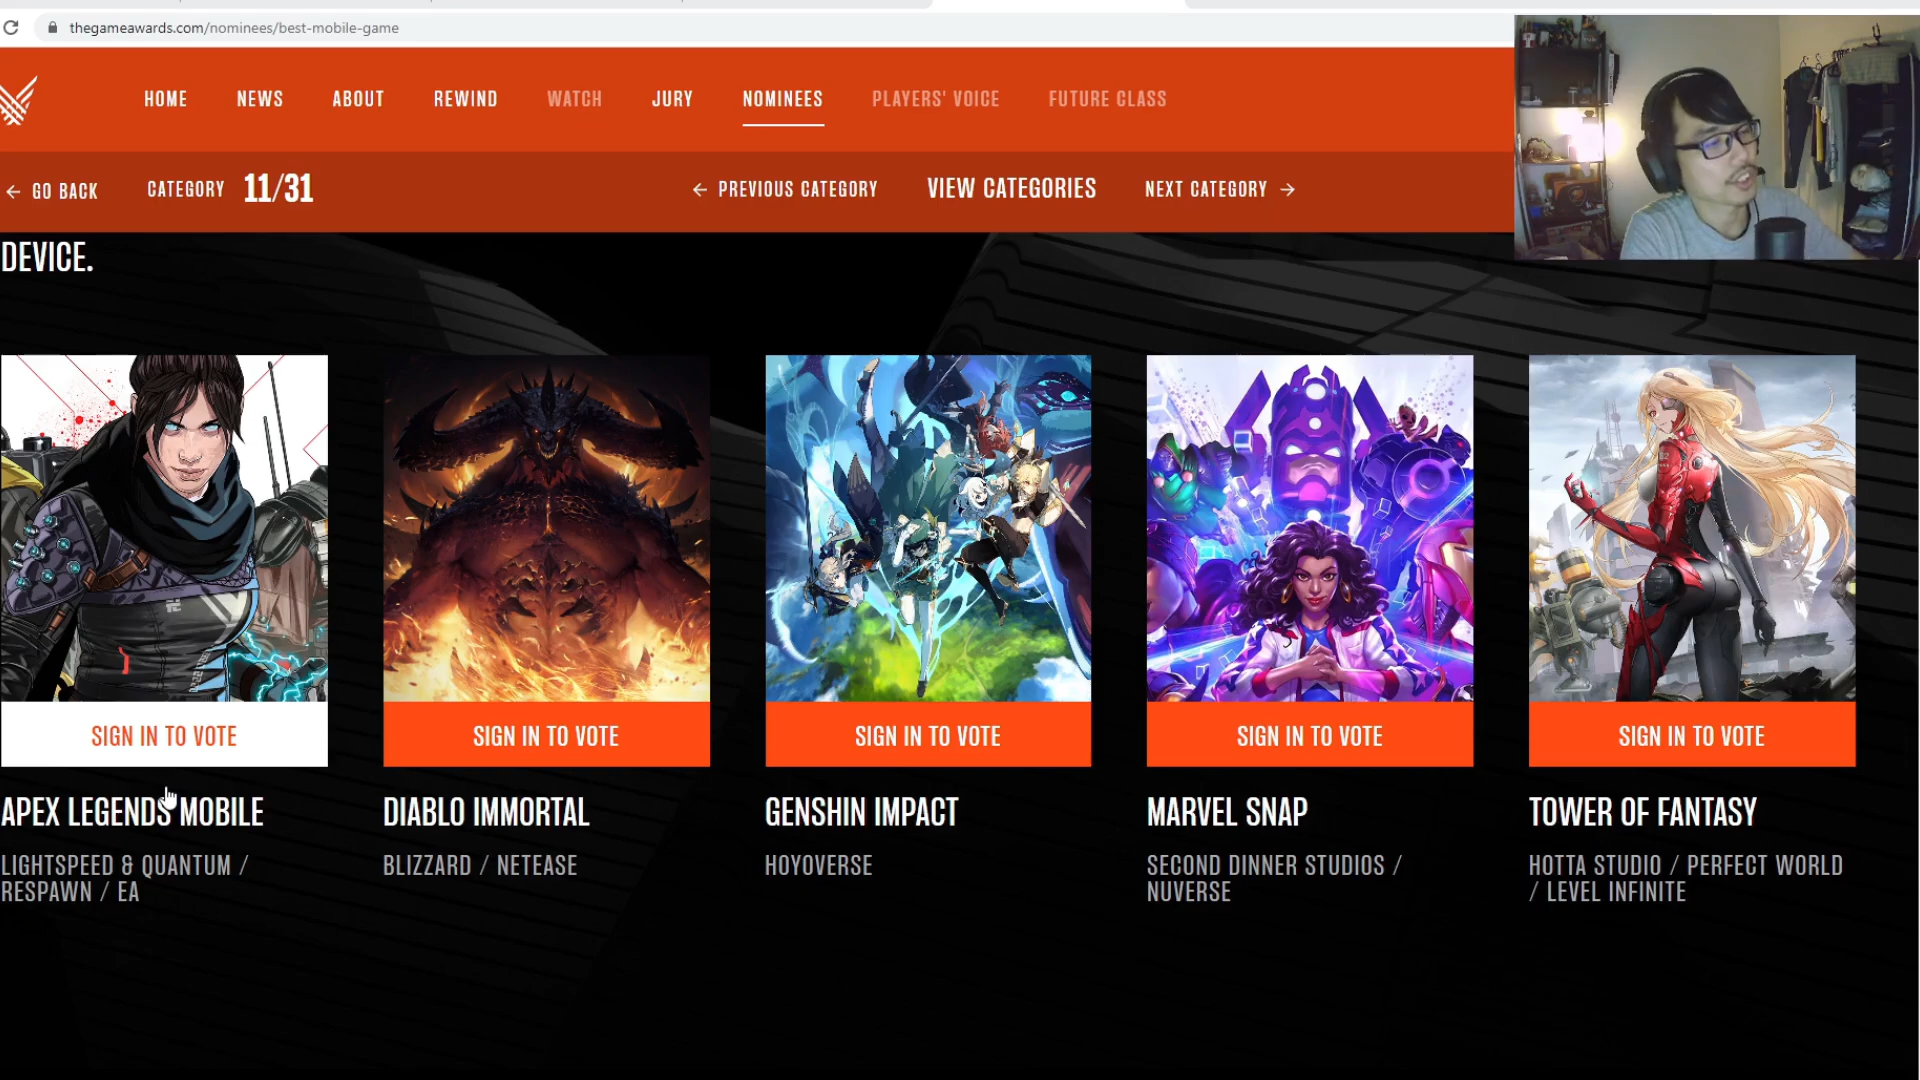 thegameawards.com/nominees/best-mobile-game
HOME NEWS ABOUT REWIND WATCH JURY NOMINEES PLAYERS' VOICE FUTURE CLASS
← GO BACK CATEGORY 11/31 ← PREVIOUS CATEGORY VIEW CATEGORIES NEXT CATEGORY →
DEVICE.
SIGN IN TO VOTE SIGN IN TO VOTE SIGN IN TO VOTE SIGN IN TO VOTE SIGN IN TO VOTE
APEX LEGENDS MOBILE
LIGHTSPEED & QUANTUM /
RESPAWN / EA
DIABLO IMMORTAL
BLIZZARD / NETEASE
GENSHIN IMPACT
HOYOVERSE
MARVEL SNAP
SECOND DINNER STUDIOS /
NUVERSE
TOWER OF FANTASY
HOTTA STUDIO / PERFECT WORLD
/ LEVEL INFINITE